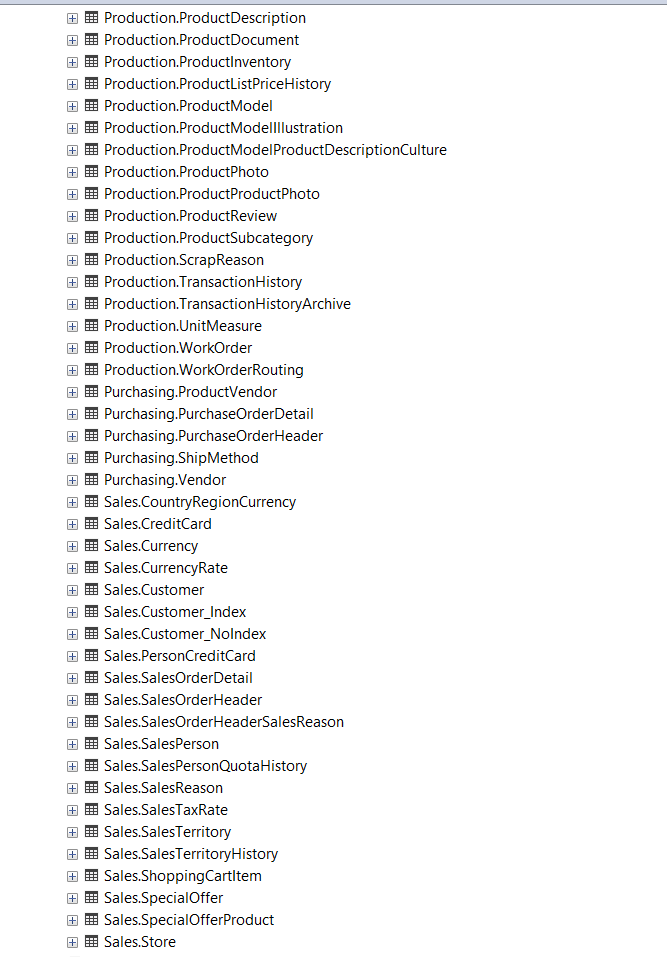 Production.ProductDescription
Production.ProductDocument
Production.ProductInventory
Production.ProductListPriceHistory
Production.ProductModel
Production.ProductModelIllustration
Production.ProductModelProductDescriptionCulture
Production.ProductPhoto
Production.ProductProductPhoto
Production.ProductReview
Production.ProductSubcategory
Production.ScrapReason
Production.TransactionHistory
Production.TransactionHistoryArchive
Production.UnitMeasure
Production.WorkOrder
Production.WorkOrderRouting
Purchasing.ProductVendor
Purchasing.PurchaseOrderDetail
Purchasing.PurchaseOrderHeader
Purchasing.ShipMethod
Purchasing.Vendor
Sales.CountryRegionCurrency
Sales.CreditCard
Sales.Currency
Sales.CurrencyRate
Sales.Customer
Sales.Customer_Index
Sales.Customer_NoIndex
Sales.PersonCreditCard
Sales.SalesOrderDetail
Sales.SalesOrderHeader
Sales.SalesOrderHeaderSalesReason
Sales.SalesPerson
Sales.SalesPersonQuotaHistory
Sales.SalesReason
Sales.SalesTaxRate
Sales.SalesTerritory
Sales.SalesTerritoryHistory
Sales.ShoppingCartItem
Sales.SpecialOffer
Sales.SpecialOfferProduct
Sales.Store